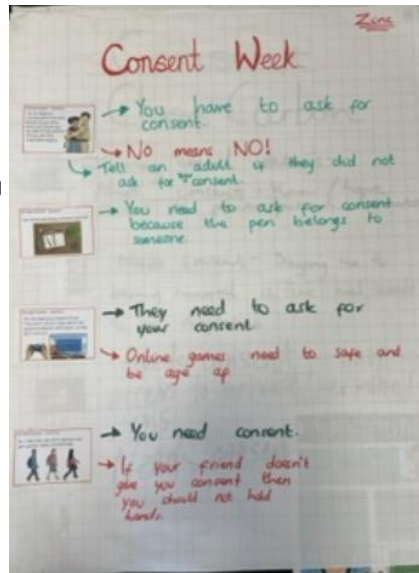 Zinc
Consent Week
→ You have to ask for
consent.
→ No means NO!
→ Tell an adult if they did not
ask for consent.
→ You need to ask for consent
because the pen belongs to
someone.
→ They need to ask for
your consent
→ Online games need to safe and
be age ap
→ You need consent.
→ If your friend doesn't
give you consent then
you should not hold
hands.